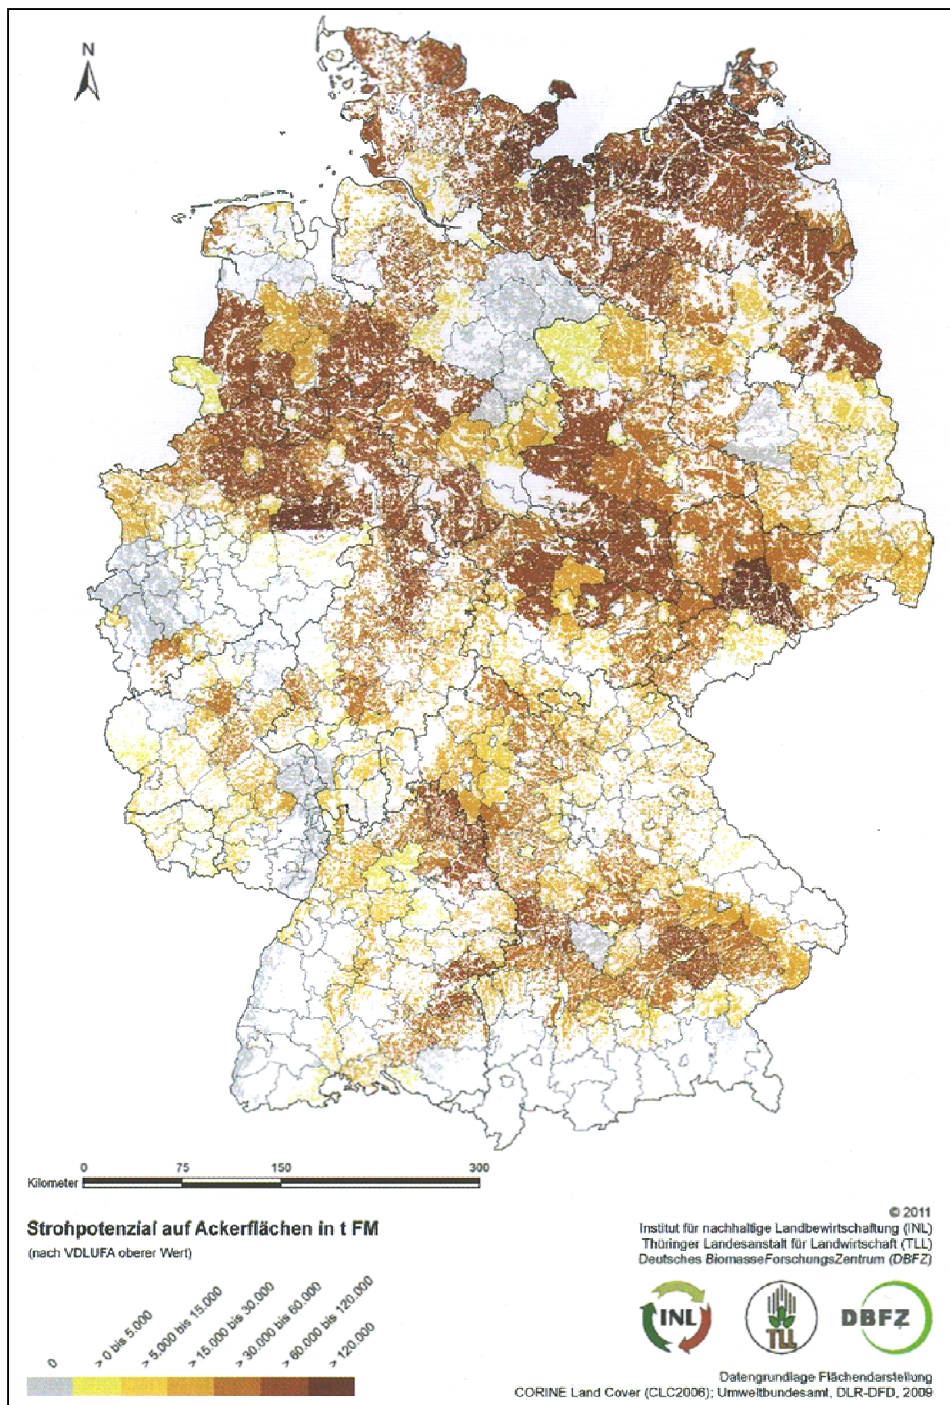 N
0 75 150 300
Kilometer
Strohpotenzial auf Ackerflächen in t FM
(nach VDLUFA oberer Wert)
0
> 0 bis 5.000
> 5.000 bis 15.000
> 15.000 bis 30.000
> 30.000 bis 60.000
> 60.000 bis 120.000
> 120.000
© 2011
Institut für nachhaltige Landbewirtschaftung (INL)
Thüringer Landesanstalt für Landwirtschaft (TLL)
Deutsches BiomasseForschungsZentrum (DBFZ)
INL
TLL
DBFZ
Datengrundlage Flächendarstellung
CORINE Land Cover (CLC2006); Umweltbundesamt, DLR-DFD, 2009